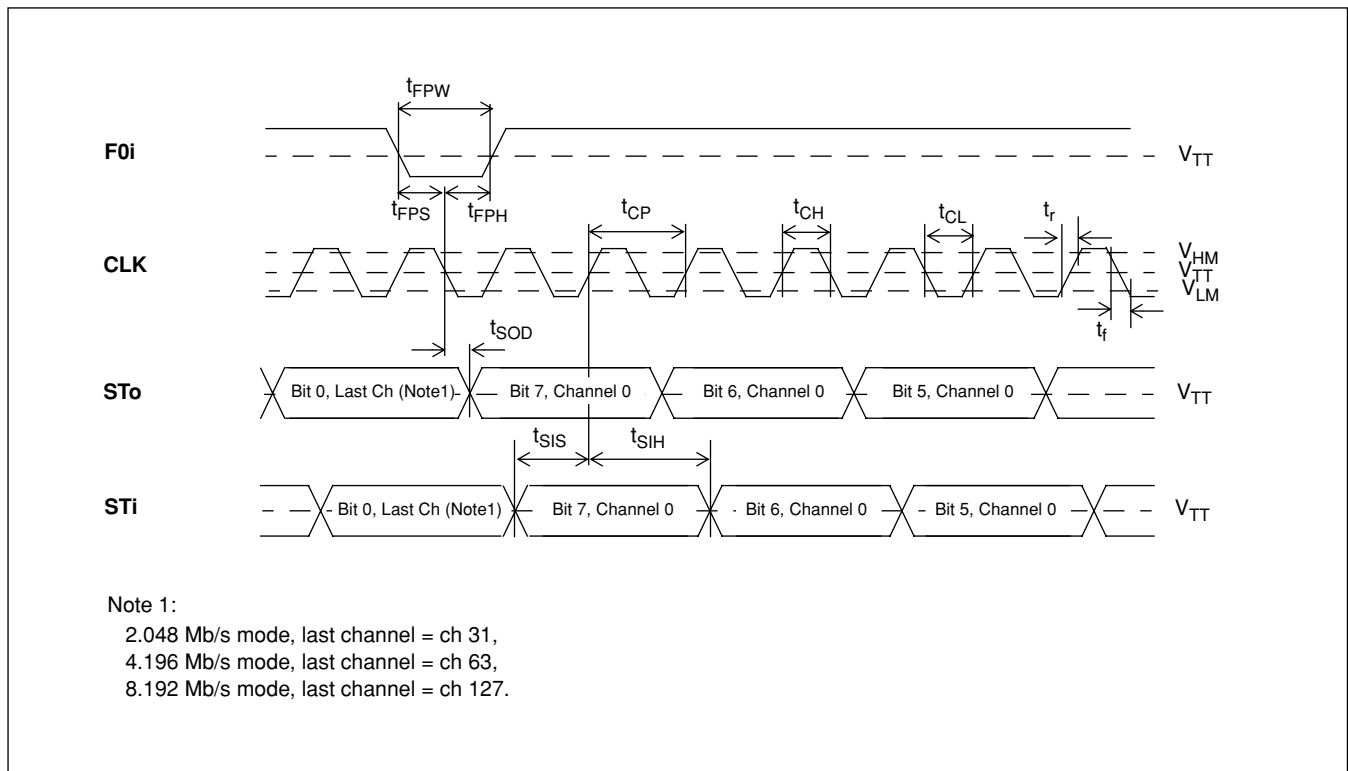 tFPW
F0i
VTT
tFPS
tFPH
tCP
tCH
tCL
tr
CLK
VHM
VTT
VLM
tf
tSOD
STo
Bit 0, Last Ch (Note1)
Bit 7, Channel 0
Bit 6, Channel 0
Bit 5, Channel 0
VTT
tSIS
tSIH
STi
Bit 0, Last Ch (Note1)
Bit 7, Channel 0
Bit 6, Channel 0
Bit 5, Channel 0
VTT
Note 1:
2.048 Mb/s mode, last channel = ch 31,
4.196 Mb/s mode, last channel = ch 63,
8.192 Mb/s mode, last channel = ch 127.